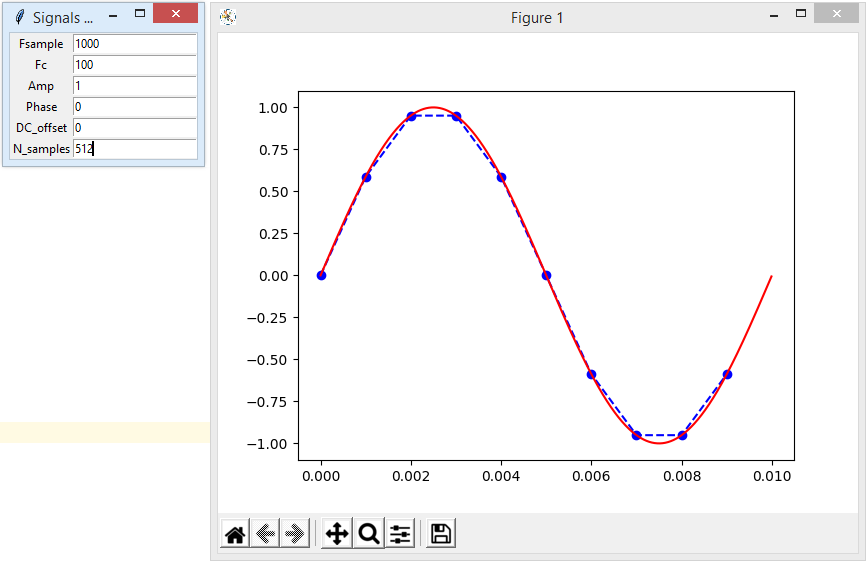 Signals ...
Fsample 1000
Fc 100
Amp 1
Phase 0
DC_offset 0
N_samples 512
Figure 1
1.00
0.75
0.50
0.25
0.00
−0.25
−0.50
−0.75
−1.00
0.000 0.002 0.004 0.006 0.008 0.010